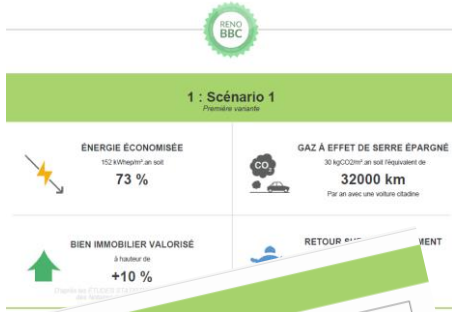 RENO
BBC
1 : Scénario 1
Première variante
ÉNERGIE ÉCONOMISÉE
152 kWhep/m².an soit
73 %
GAZ À EFFET DE SERRE ÉPARGNÉ
CO₂
30 kgCO2/m².an soit l'équivalent de
32000 km
Par an avec une voiture citadine
BIEN IMMOBILIER VALORISÉ
à hauteur de
+10 %
RETOUR